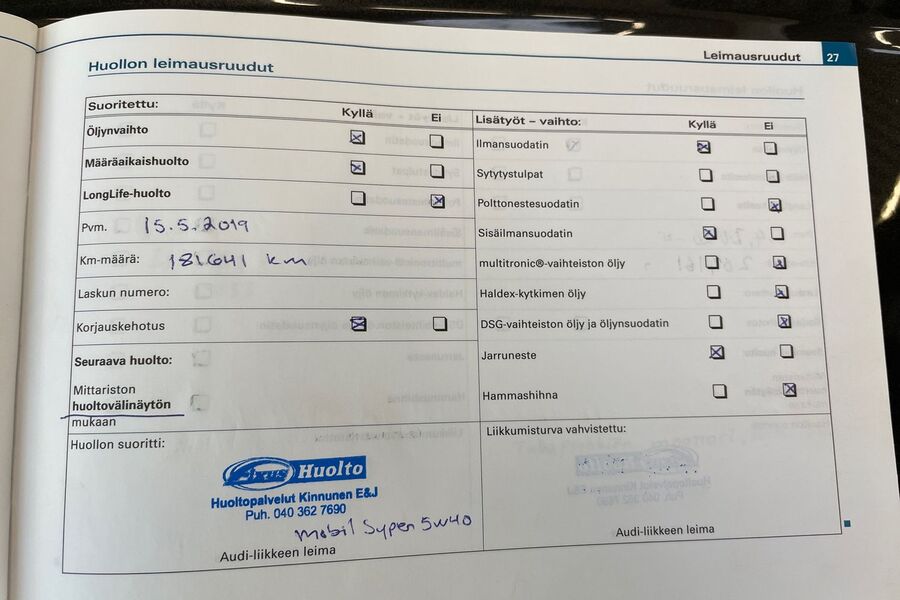 Leimausruudut 27
Huollon leimausruudut
Suoritettu: Kyllä Ei
Öljynvaihto
Määräaikaishuolto
LongLife-huolto
Pvm. 15.5.2019
Km-määrä: 181641 km
Laskun numero:
Korjauskehotus
Seuraava huolto:
Mittariston
huoltovälinäytön
mukaan
Huollon suoritti:
Axus Huolto
Huoltopalvelut Kinnunen E&J
Puh. 040 362 7690
Mobil Syper 5w40
Audi-liikkeen leima
Lisätyöt – vaihto: Kyllä Ei
Ilmansuodatin
Sytytystulpat
Polttonestesuodatin
Sisäilmansuodatin
multitronic®-vaihteiston öljy
Haldex-kytkimen öljy
DSG-vaihteiston öljy ja öljynsuodatin
Jarruneste
Hammashihna
Liikkumisturva vahvistettu:
Audi-liikkeen leima